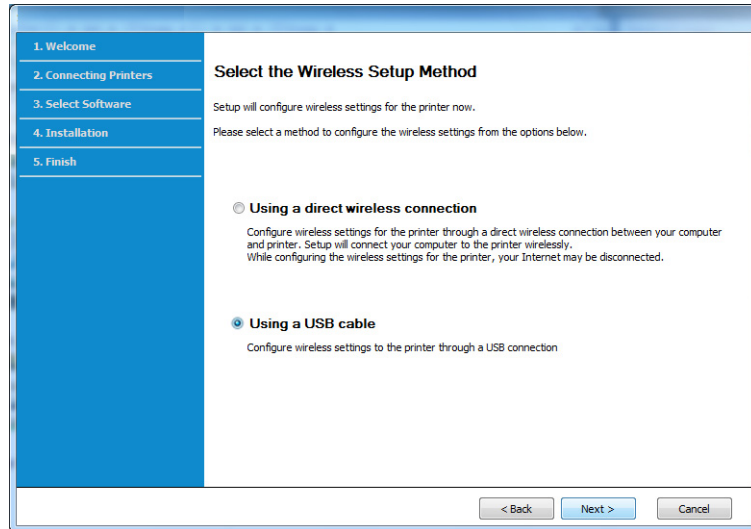 1. Welcome
2. Connecting Printers
3. Select Software
4. Installation
5. Finish
Select the Wireless Setup Method
Setup will configure wireless settings for the printer now.
Please select a method to configure the wireless settings from the options below.
Using a direct wireless connection
Configure wireless settings for the printer through a direct wireless connection between your computer
and printer. Setup will connect your computer to the printer wirelessly.
While configuring the wireless settings for the printer, your Internet may be disconnected.
Using a USB cable
Configure wireless settings to the printer through a USB connection
< Back
Next >
Cancel